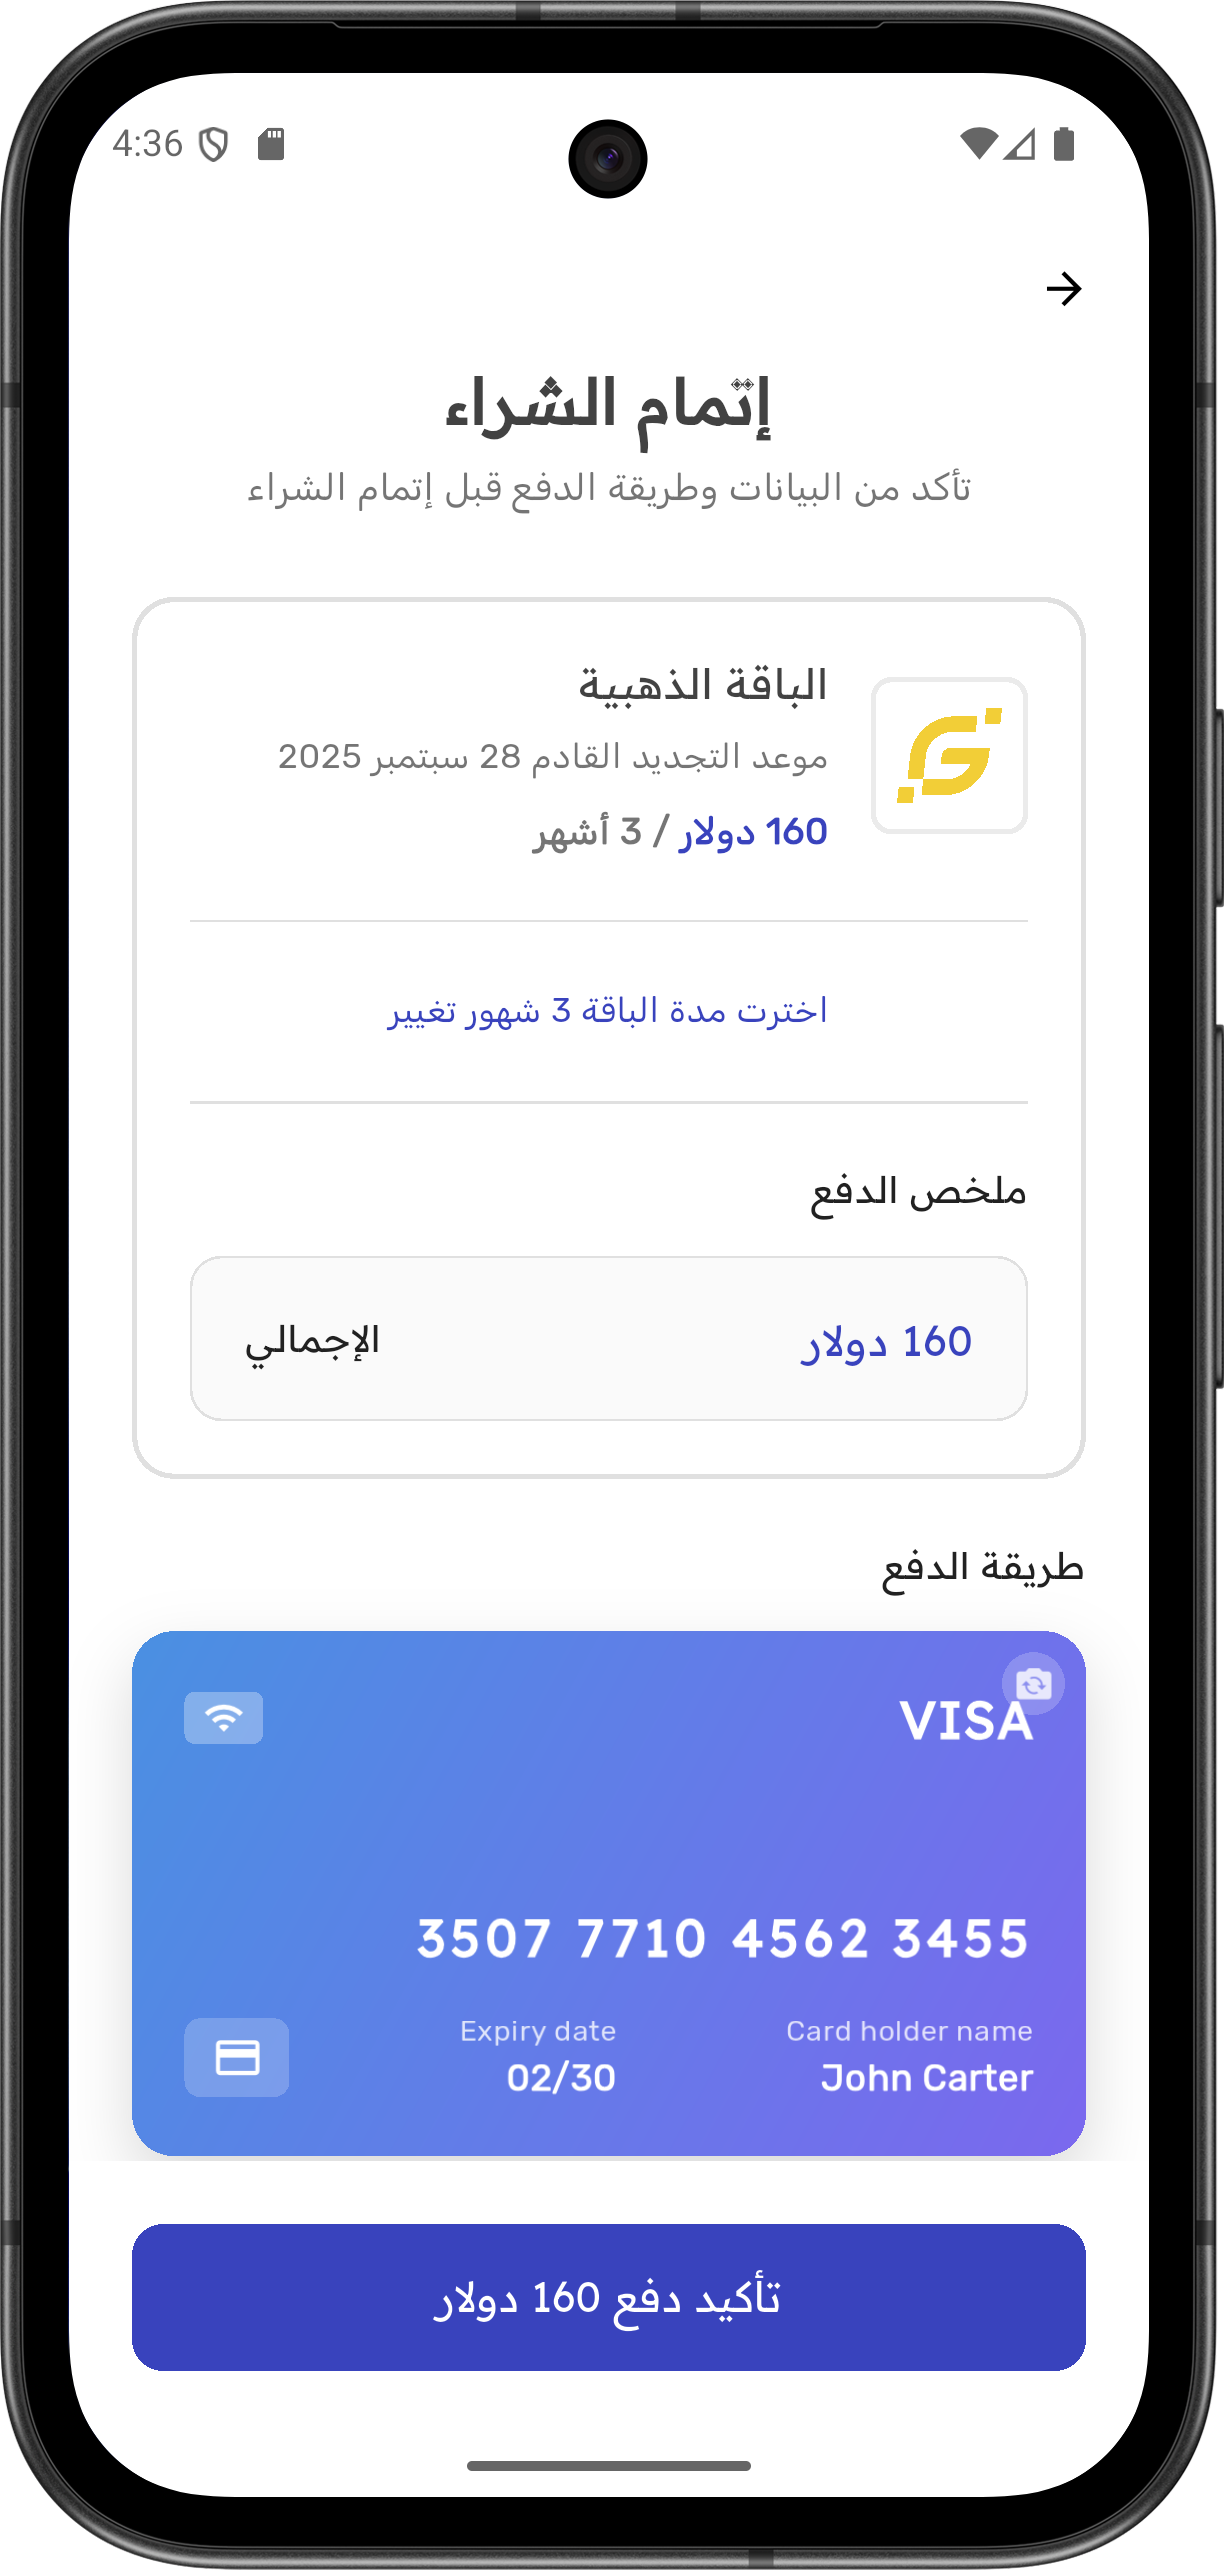 4:36
إتمام الشراء
تأكد من البيانات وطريقة الدفع قبل إتمام الشراء
الباقة الذهبية
موعد التجديد القادم 28 سبتمبر 2025
160 دولار / 3 أشهر
اخترت مدة الباقة 3 شهور تغيير
ملخص الدفع
160 دولار الإجمالي
طريقة الدفع
VISA
3507 7710 4562 3455
Expiry date Card holder name
02/30 John Carter
تأكيد دفع 160 دولار